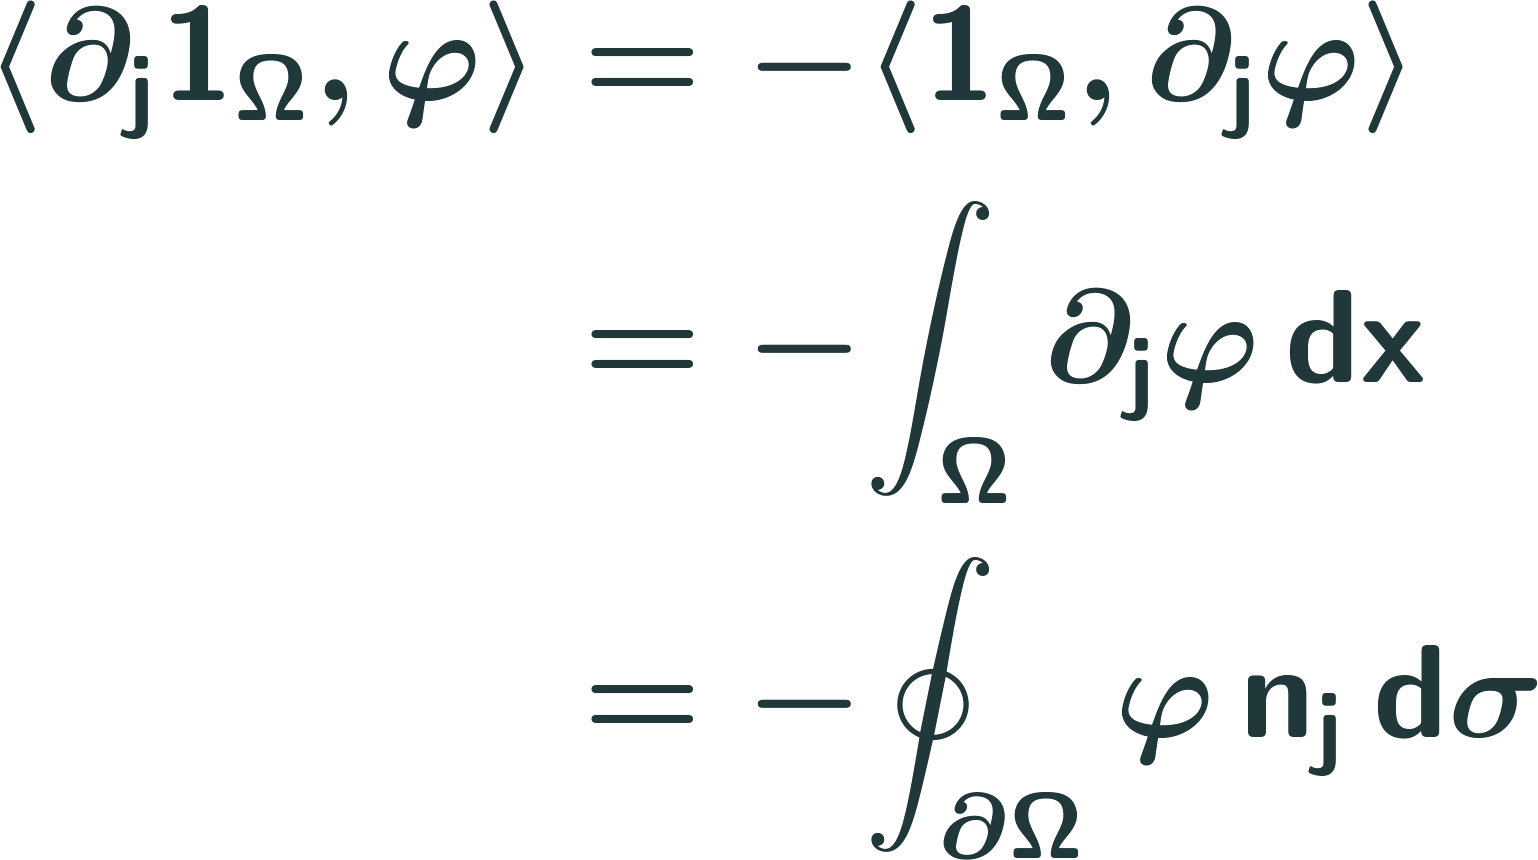 ⟨∂ⱼ1_Ω, φ⟩ = −⟨1_Ω, ∂ⱼφ⟩
= −∫_Ω ∂ⱼφ dx
= −∮_∂Ω φ nⱼ dσ